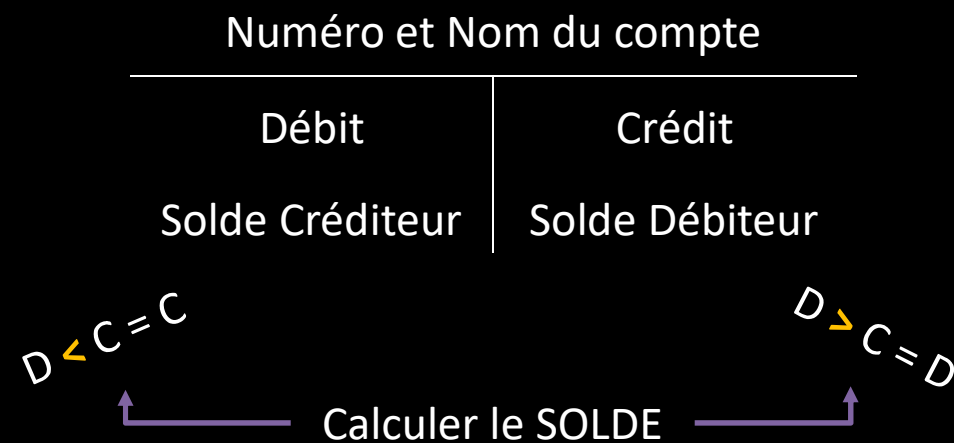 Numéro et Nom du compte
Débit Crédit
Solde Créditeur Solde Débiteur
D < C = C D > C = D
Calculer le SOLDE